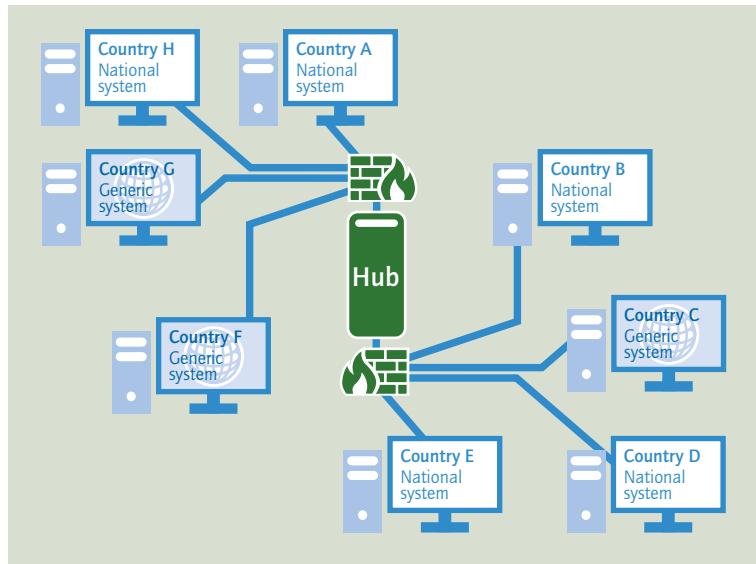 Country H
National
system
Country A
National
system
Country G
Generic
system
Country B
National
system
Hub
Country F
Generic
system
Country C
Generic
system
Country E
National
system
Country D
National
system